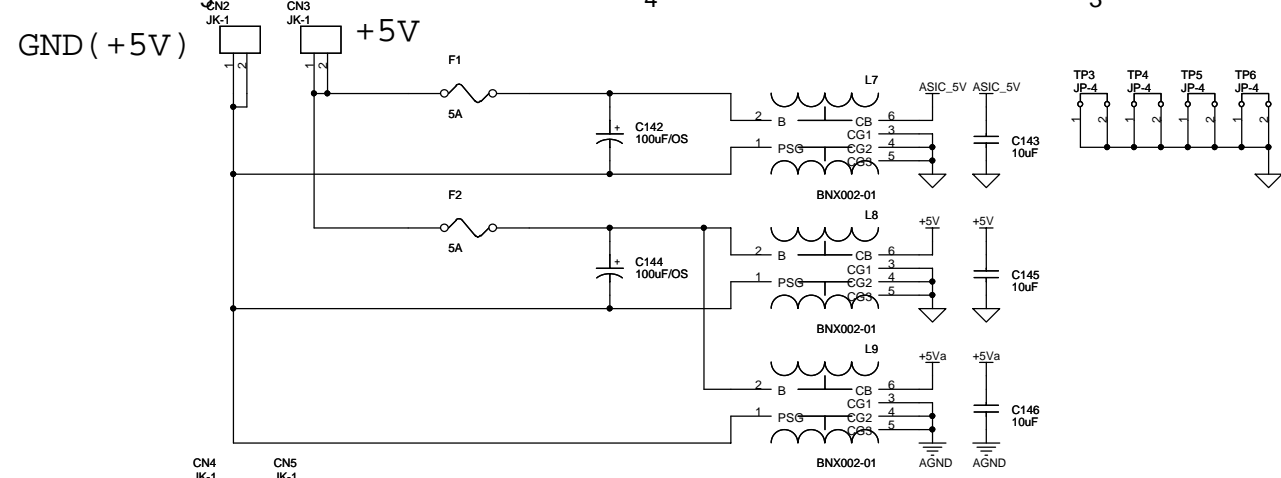 4
3
CN2
JK-1
CN3
JK-1
GND(+5V)
+5V
1
2
1
2
F1
5A
C142
100uF/OS
L7
2
B
1
PSG
CB
6
CG1
3
CG2
4
CG3
5
BNX002-01
ASIC_5V
ASIC_5V
C143
10uF
TP3
JP-4
TP4
JP-4
TP5
JP-4
TP6
JP-4
1
2
1
2
1
2
1
2
F2
5A
C144
100uF/OS
L8
2
B
1
PSG
CB
6
CG1
3
CG2
4
CG3
5
BNX002-01
+5V
+5V
C145
10uF
L9
2
B
1
PSG
CB
6
CG1
3
CG2
4
CG3
5
BNX002-01
+5Va
+5Va
C146
10uF
AGND
AGND
CN4
JK-1
CN5
JK-1